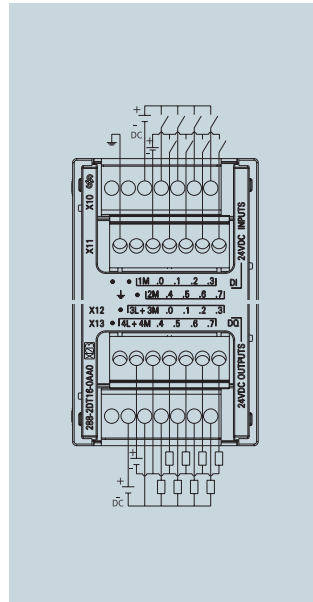 +
-
DC
+
-
X10
X11
24VDC INPUTS
1M .0 .1 .2 .3 DI
2M .4 .5 .6 .7
X12 3L+ 3M .0 .1 .2 .3
X13 4L+ 4M .4 .5 .6 .7 DQ
288-2DT16-0AA0
24VDC OUTPUTS
+
-
+
-
DC